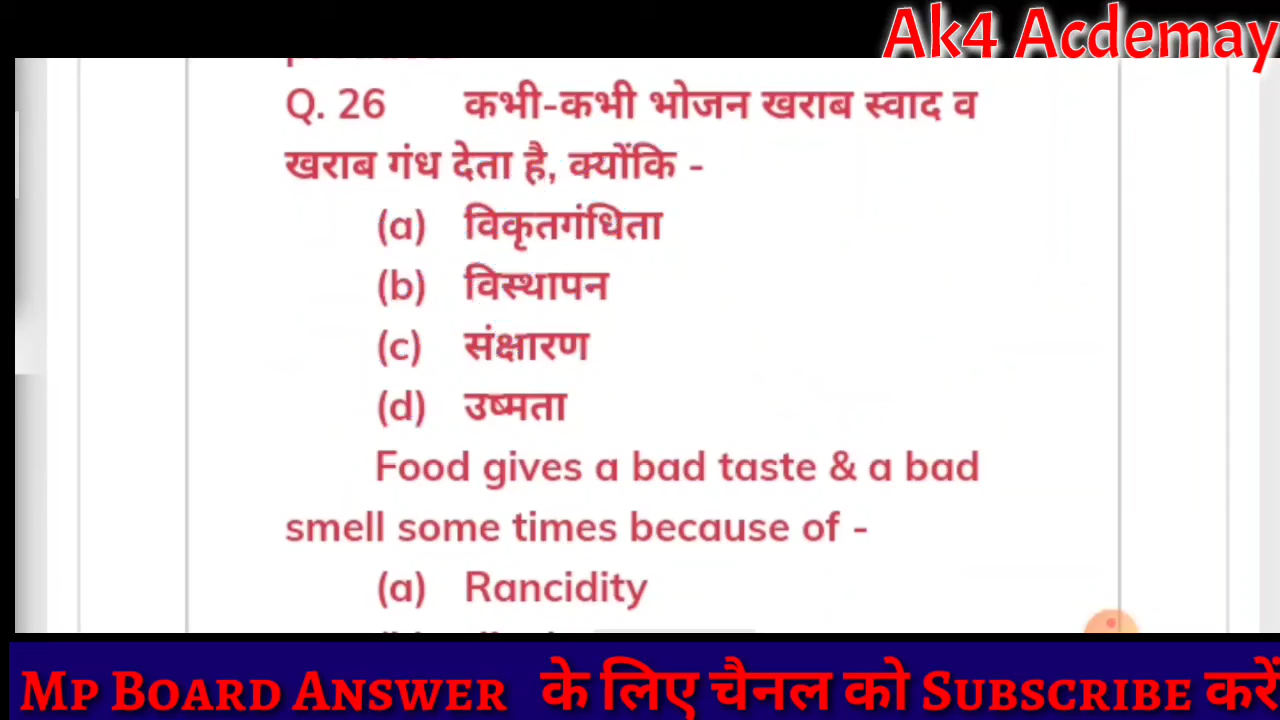 Ak4 Acdemay
Q. 26 कभी-कभी भोजन खराब स्वाद व
खराब गंध देता है, क्योंकि -
(a) विकृतगंधिता
(b) विस्थापन
(c) संक्षारण
(d) उष्मता
Food gives a bad taste & a bad
smell some times because of -
(a) Rancidity
MP BOARD ANSWER के लिए चैनल को SUBSCRIBE करें